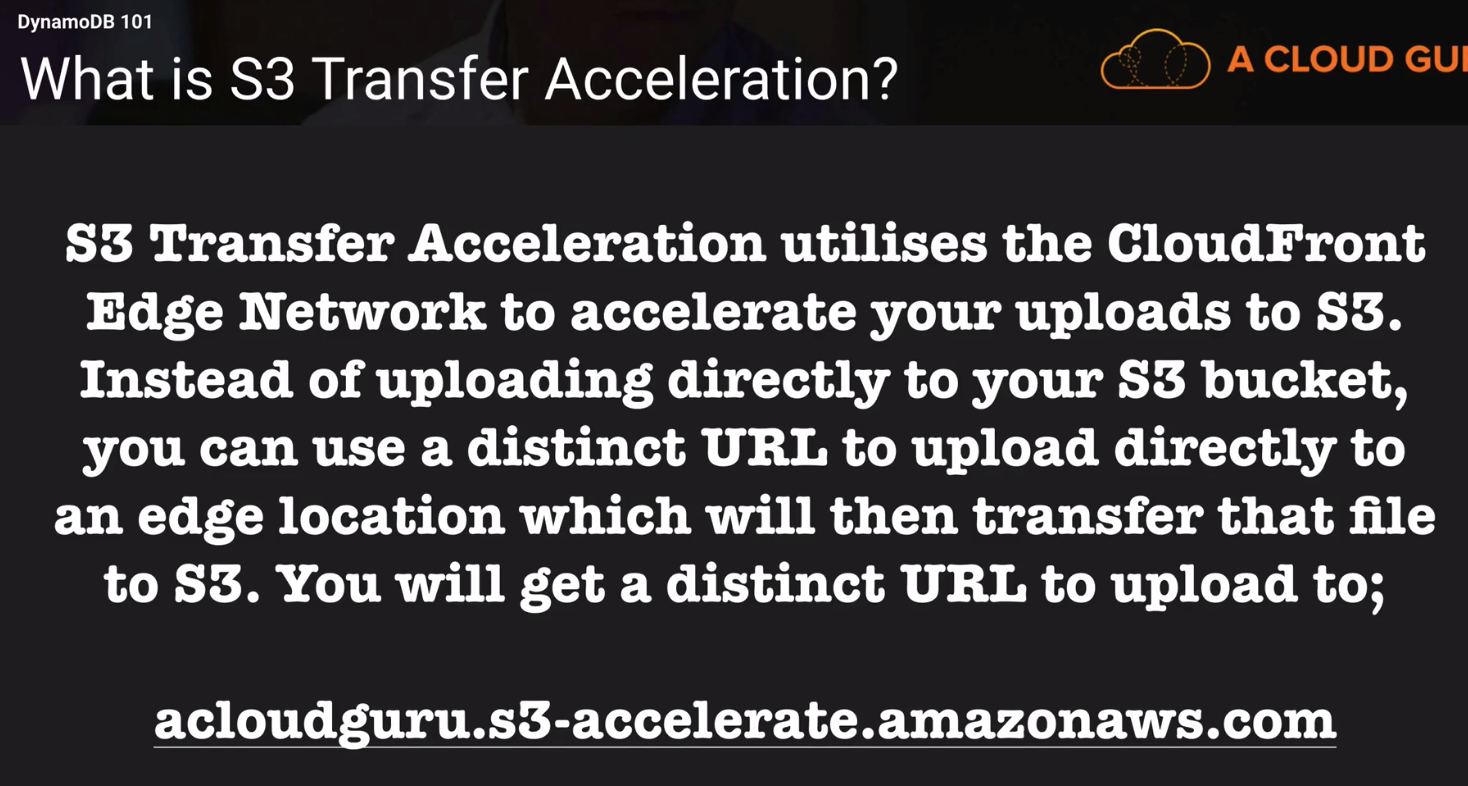 DynamoDB 101
What is S3 Transfer Acceleration?
A CLOUD GU
S3 Transfer Acceleration utilises the CloudFront
Edge Network to accelerate your uploads to S3.
Instead of uploading directly to your S3 bucket,
you can use a distinct URL to upload directly to
an edge location which will then transfer that file
to S3. You will get a distinct URL to upload to;
acloudguru.s3-accelerate.amazonaws.com